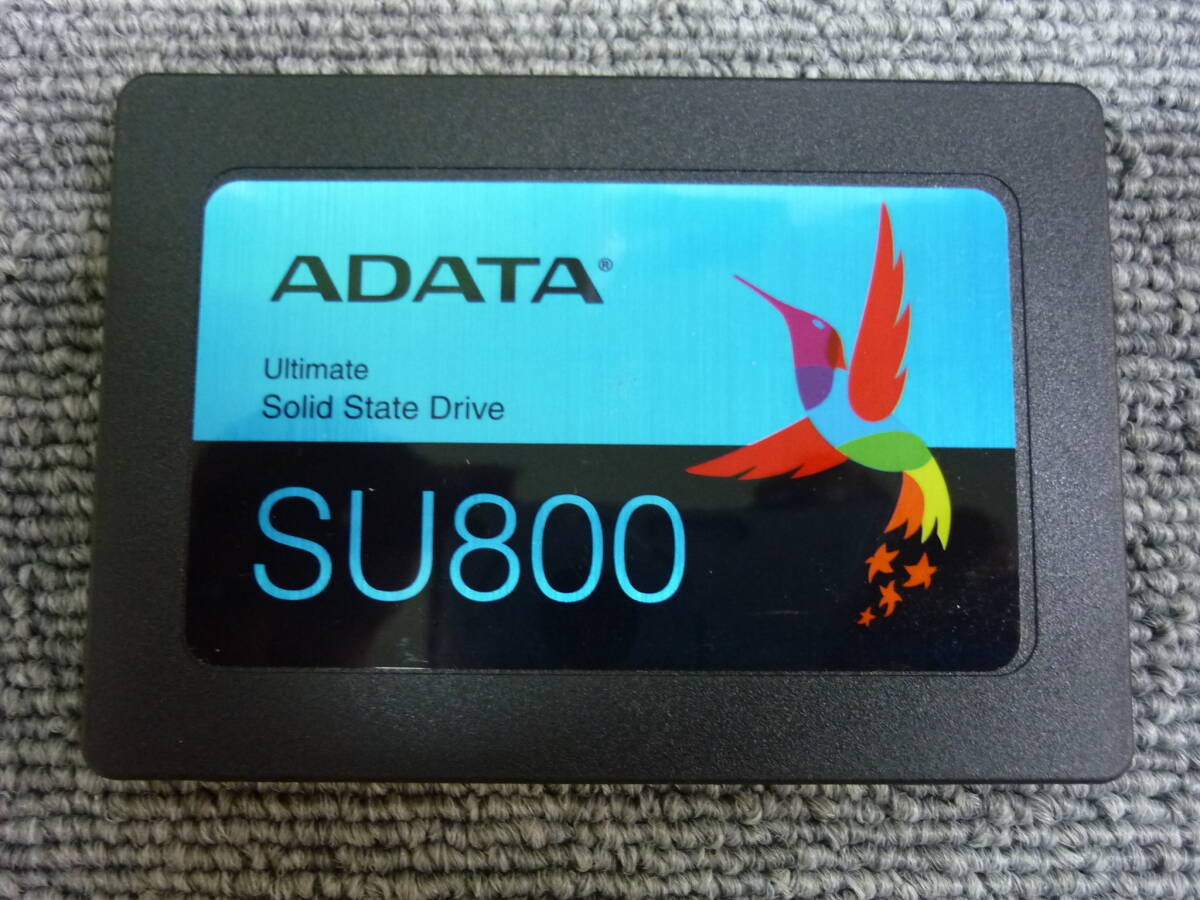 ADATA®
Ultimate
Solid State Drive
SU800